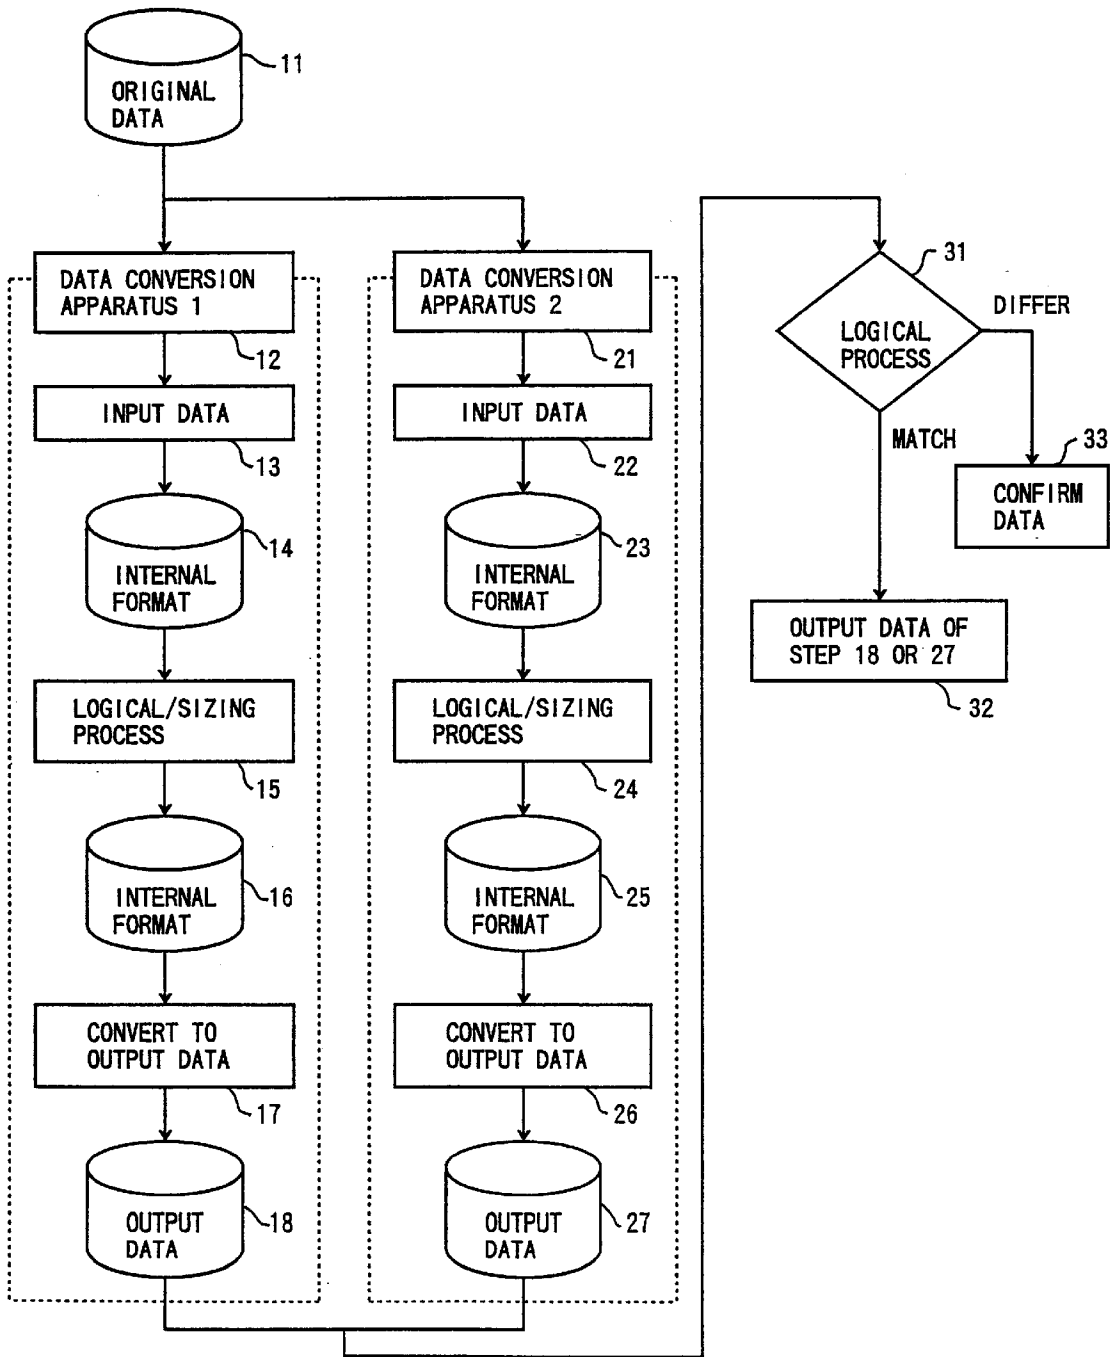 ORIGINAL
DATA
11
DATA CONVERSION
APPARATUS 1
12
INPUT DATA
13
INTERNAL
FORMAT
14
LOGICAL/SIZING
PROCESS
15
INTERNAL
FORMAT
16
CONVERT TO
OUTPUT DATA
17
OUTPUT
DATA
18
DATA CONVERSION
APPARATUS 2
21
INPUT DATA
22
INTERNAL
FORMAT
23
LOGICAL/SIZING
PROCESS
24
INTERNAL
FORMAT
25
CONVERT TO
OUTPUT DATA
26
OUTPUT
DATA
27
31
LOGICAL
PROCESS
DIFFER
MATCH
33
CONFIRM
DATA
OUTPUT DATA OF
STEP 18 OR 27
32